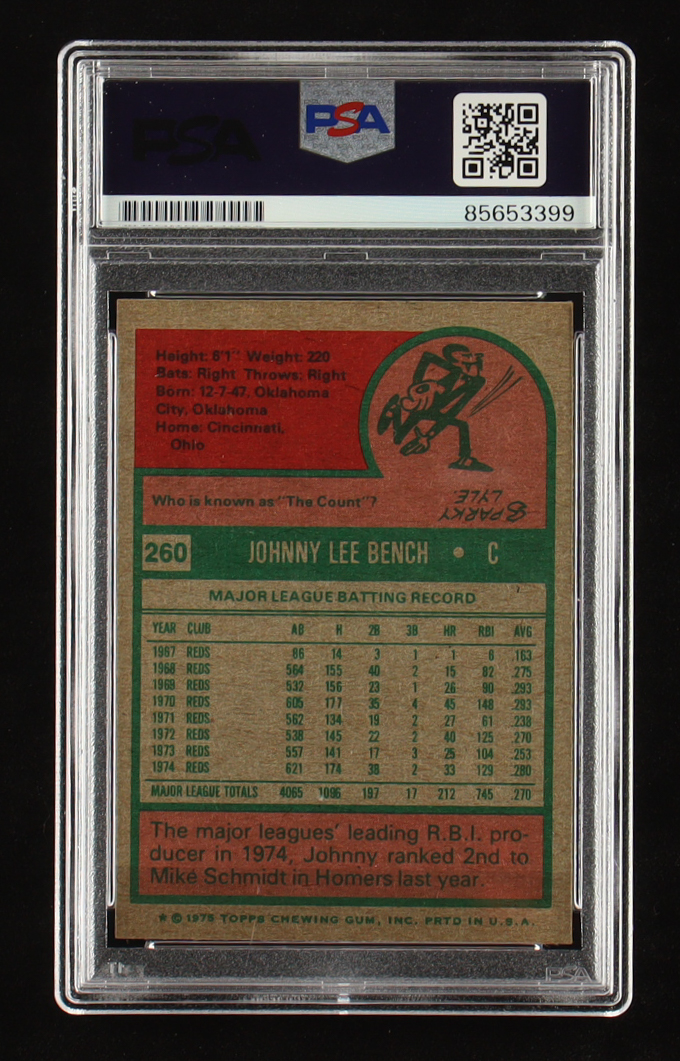 PSA
PSA
85653399
Height: 6'1" Weight: 220
Bats: Right Throws: Right
Born: 12-7-47, Oklahoma
City, Oklahoma
Home: Cincinnati,
Ohio
Who is known as "The Count"?
SPARKY
LYLE.
260 JOHNNY LEE BENCH • C
MAJOR LEAGUE BATTING RECORD
YEAR CLUB AB H 2B 3B HR RBI AVG
1967 REDS 86 14 3 1 1 6 .163
1968 REDS 564 155 40 2 15 82 .275
1969 REDS 532 156 23 1 26 90 .293
1970 REDS 605 177 35 4 45 148 .293
1971 REDS 562 134 19 2 27 61 .238
1972 REDS 538 145 22 2 40 125 .270
1973 REDS 557 141 17 3 25 104 .253
1974 REDS 621 174 38 2 33 129 .280
MAJOR LEAGUE TOTALS 4065 1096 197 17 212 745 .270
The major leagues' leading R.B.I. pro-
ducer in 1974, Johnny ranked 2nd to
Mike Schmidt in Homers last year.
* © 1975 TOPPS CHEWING GUM, INC. PRTD IN U.S.A.
PSA